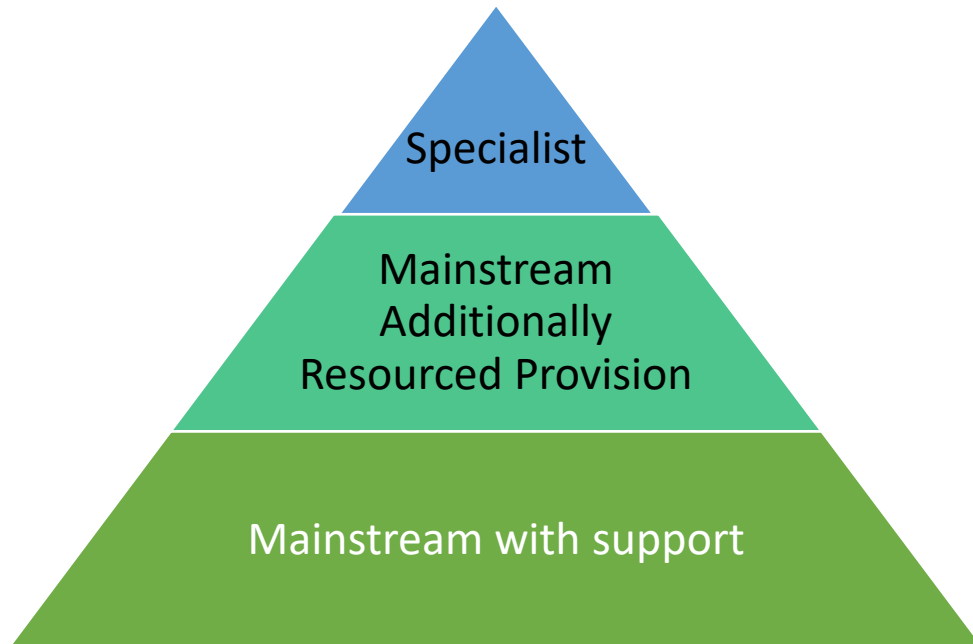 Specialist
Mainstream
Additionally
Resourced Provision
Mainstream with support